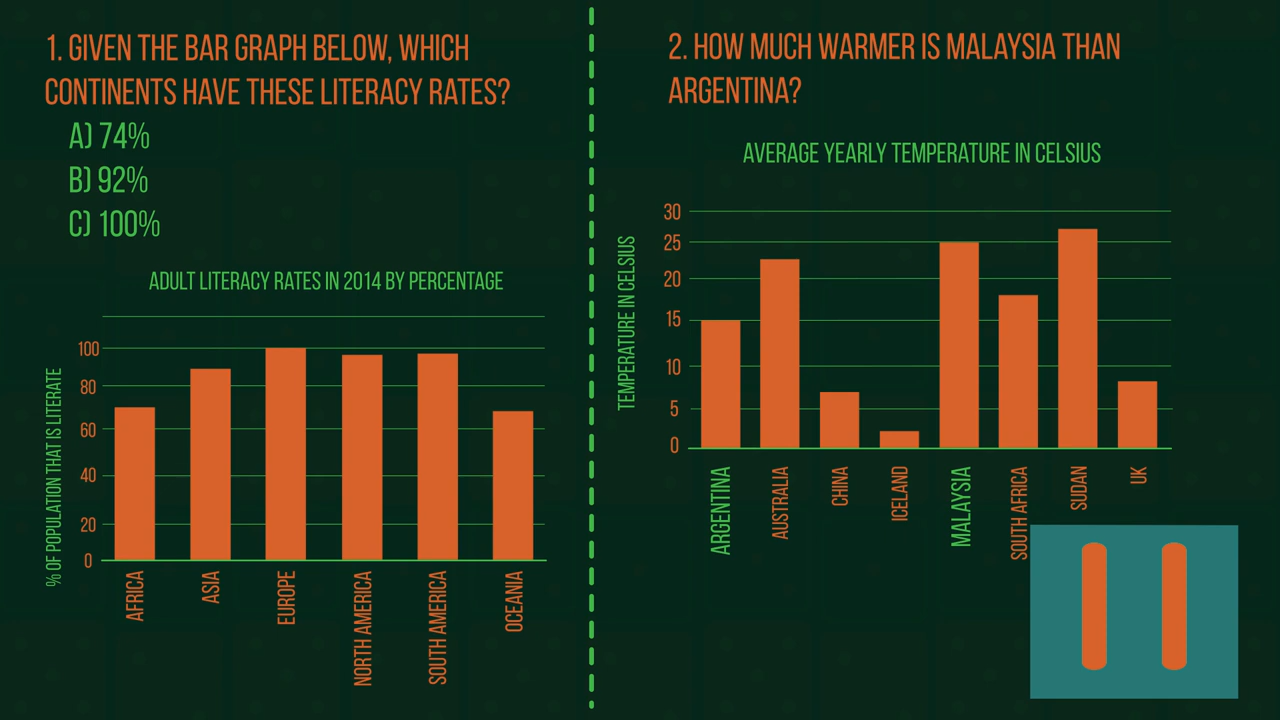 1. GIVEN THE BAR GRAPH BELOW, WHICH
CONTINENTS HAVE THESE LITERACY RATES?
A) 74%
B) 92%
C) 100%
ADULT LITERACY RATES IN 2014 BY PERCENTAGE
% OF POPULATION THAT IS LITERATE
100
80
60
40
20
0
AFRICA
ASIA
EUROPE
NORTH AMERICA
SOUTH AMERICA
OCEANIA
2. HOW MUCH WARMER IS MALAYSIA THAN
ARGENTINA?
AVERAGE YEARLY TEMPERATURE IN CELSIUS
TEMPERATURE IN CELSIUS
30
25
20
15
10
5
0
ARGENTINA
AUSTRALIA
CHINA
ICELAND
MALAYSIA
SOUTH AFRICA
SUDAN
UK